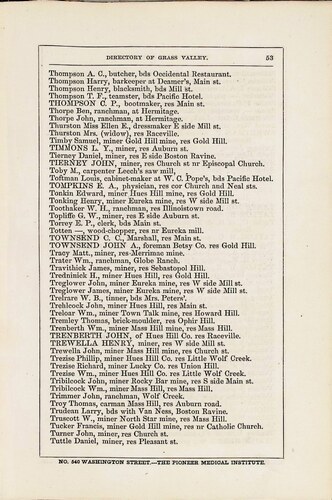 DIRECTORY OF GRASS VALLEY. 53
Thompson A. C., butcher, bds Occidental Restaurant.
Thompson Harry, barkeeper at Deamer's, Main st.
Thompson Henry, blacksmith, bds Mill st.
Thompson T. F., teamster, bds Pacific Hotel.
THOMPSON C. P., bootmaker, res Main st.
Thorpe Ben, ranchman, at Hermitage.
Thorpe John, ranchman, at Hermitage.
Thurston Miss Ellen E., dressmaker E side Mill st.
Thurston Mrs. (widow), res Raceville.
Timby Samuel, miner Gold Hill mine, res Gold Hill.
TIMMONS L. Y., miner, res Auburn st.
Tierney Daniel, miner, res E side Boston Ravine.
TIERNEY JOHN, miner, res Church st nr Episcopal Church.
Toby M., carpenter Leech's saw mill,
Toffman Louis, cabinet-maker at W. C. Pope's, bds Pacific Hotel.
TOMPKINS E. A., physician, res cor Church and Neal sts.
Tonkin Edward, miner Hues Hill mine, res Gold Hill.
Tonking Henry, miner Eureka mine, res W side Mill st.
Toothaker W. H., ranchman, res Illinoistown road.
Topliffe G. W., miner, res E side Auburn st.
Torrey E. P., clerk, bds Main st.
Totten —, wood-chopper, res nr Eureka mill.
TOWNSEND C. C., Marshall, res Main st.
TOWNSEND JOHN A., foreman Betsy Co. res Gold Hill.
Tracy Matt., miner, res Merrimac mine.
Trater Wm., ranchman, Globe Ranch.
Travithick James, miner, res Sebastopol Hill.
Tredninick H., miner Hues Hill, res Gold Hill.
Treglower John, miner Eureka mine, res W side Mill st.
Treglower James, miner Eureka mine, res W side Mill st.
Trelrare W. B., tinner, bds Mrs. Peters'.
Trehlcock John, miner Hues Hill, res Main st.
Treloar Wm., miner Town Talk mine, res Howard Hill.
Tremley Thomas, brick-moulder, res Ophir Hill.
Trenberth Wm., miner Mass Hill mine, res Mass Hill.
TRENBERTH JOHN, of Hues Hill Co. res Raceville.
TREWELLA HENRY, miner, res W side Mill st.
Trewella John, miner Mass Hill mine, res Church st.
Trezise Phillip, miner Hues Hill Co. res Little Wolf Creek.
Trezise Richard, miner Lucky Co. res Union Hill.
Trezise Wm., miner Hues Hill Co. res Little Wolf Creek.
Tribilcock John, miner Rocky Bar mine, res S side Main st.
Tribilcock Wm., miner Mass Hill, res Mass Hill.
Trimmer John, ranchman, Wolf Creek.
Troy Thomas, carman Mass Hill, res Auburn road.
Trudean Larry, bds with Van Ness, Boston Ravine.
Truscott W., miner North Star mine, res Mass Hill.
Tucker Francis, miner Gold Hill mine, res nr Catholic Church.
Turner John, miner, res Church st.
Tuttle Daniel, miner, res Pleasant st.
NO. 540 WASHINGTON STREET.—THE PIONEER MEDICAL INSTITUTE.